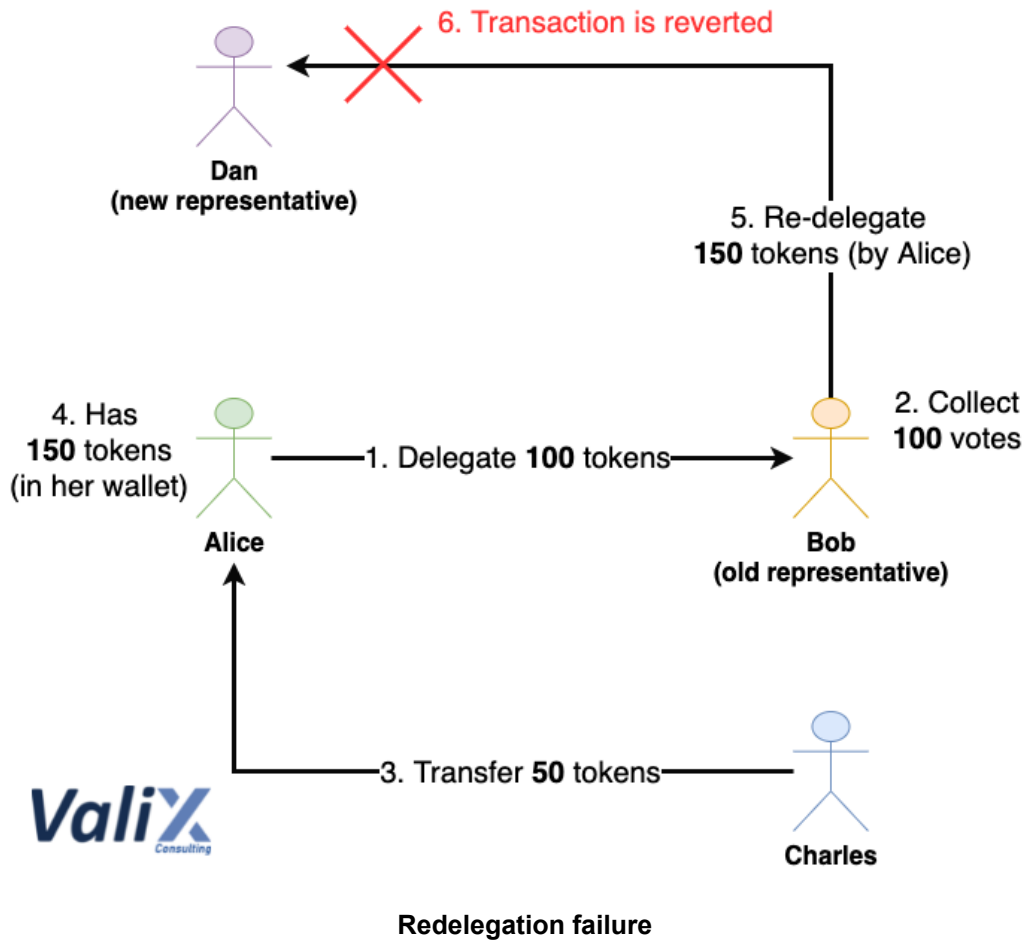 6. Transaction is reverted
Dan
(new representative)
5. Re-delegate
150 tokens (by Alice)
4. Has
150 tokens
(in her wallet)
1. Delegate 100 tokens
2. Collect
100 votes
Alice
Bob
(old representative)
3. Transfer 50 tokens
ValiX
Consulting
Charles
Redelegation failure